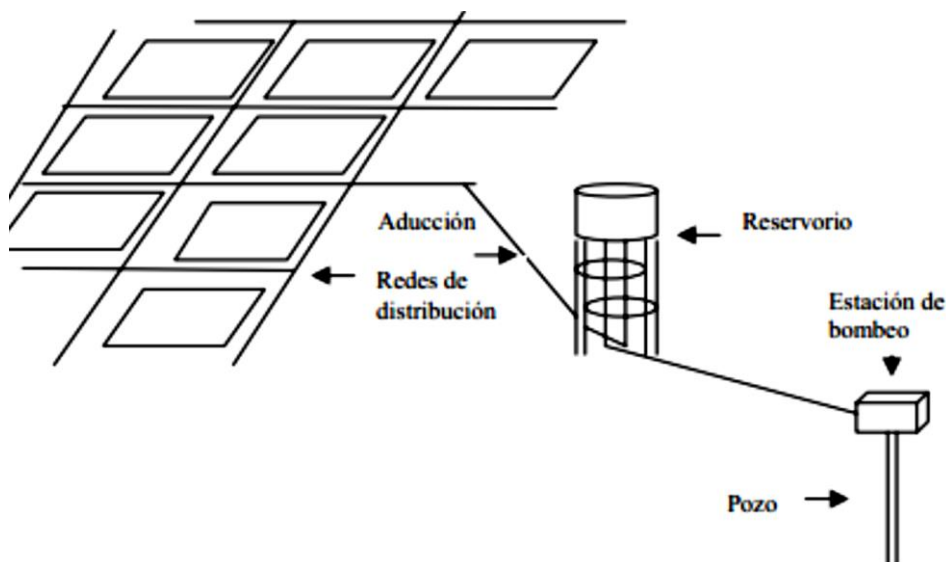 Aducción
Redes de
distribución
Reservorio
Estación de
bombeo
Pozo